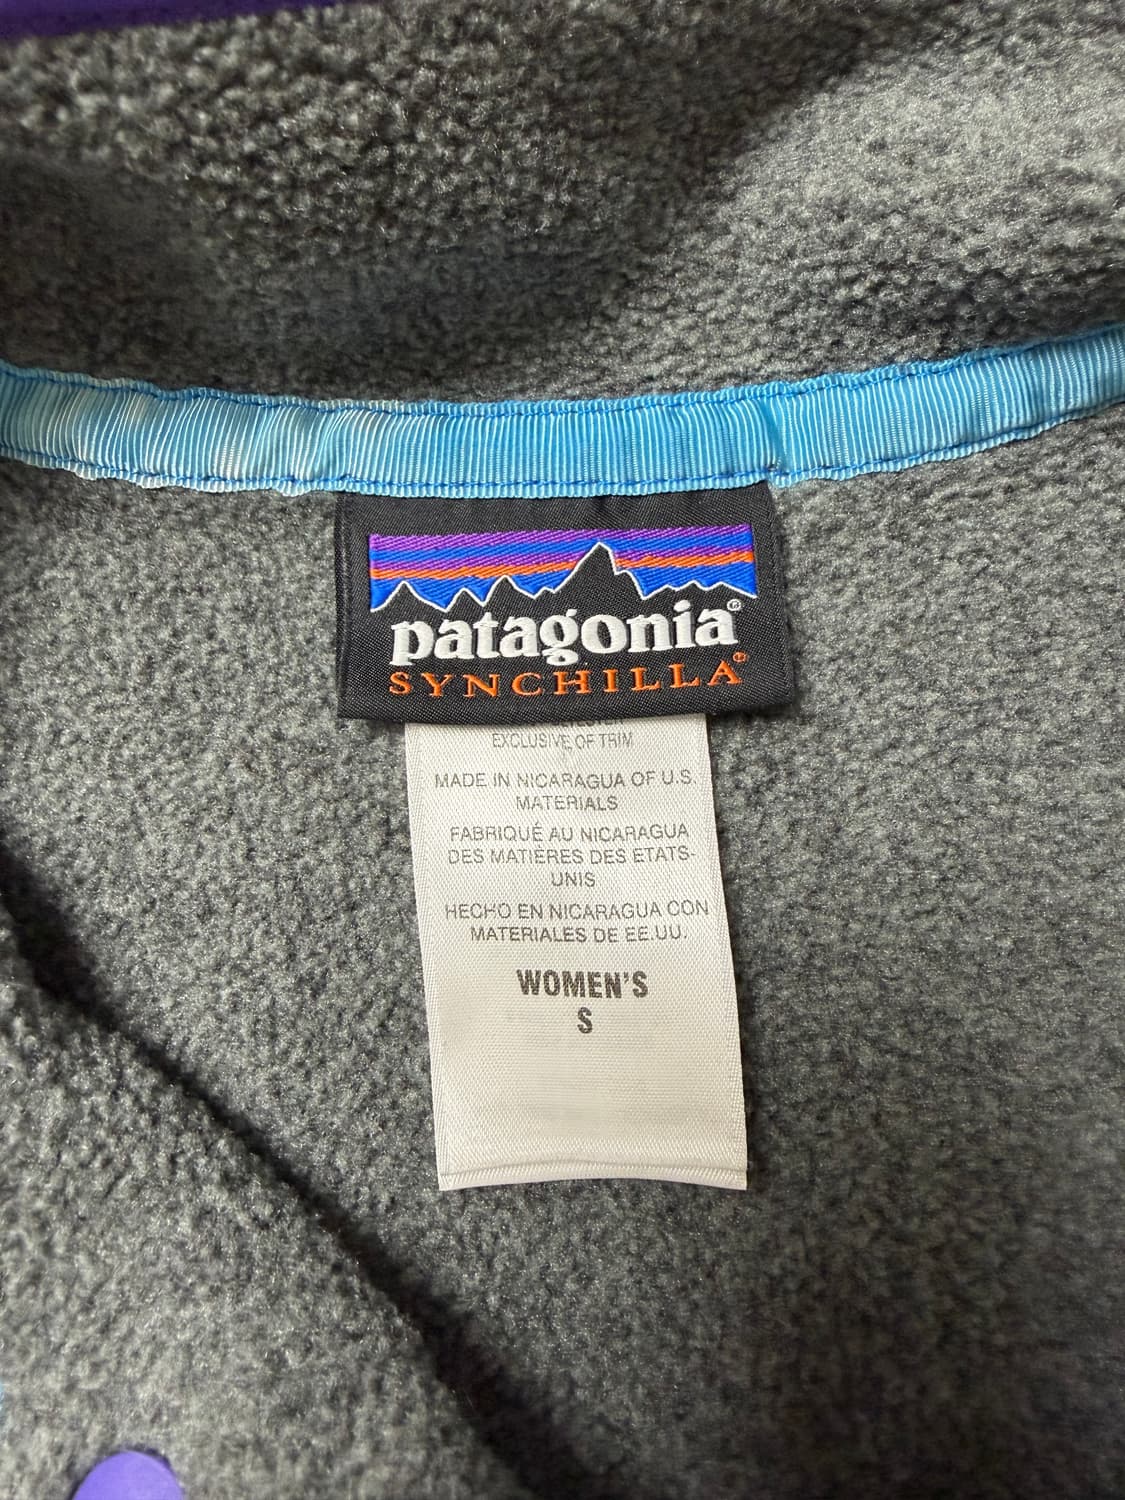 patagonia®
SYNCHILLA®
EXCLUSIVE OF TRIM
MADE IN NICARAGUA OF U.S.
MATERIALS
FABRIQUÉ AU NICARAGUA
DES MATIERES DES ETATS-
UNIS
HECHO EN NICARAGUA CON
MATERIALES DE EE.UU.
WOMEN'S
S